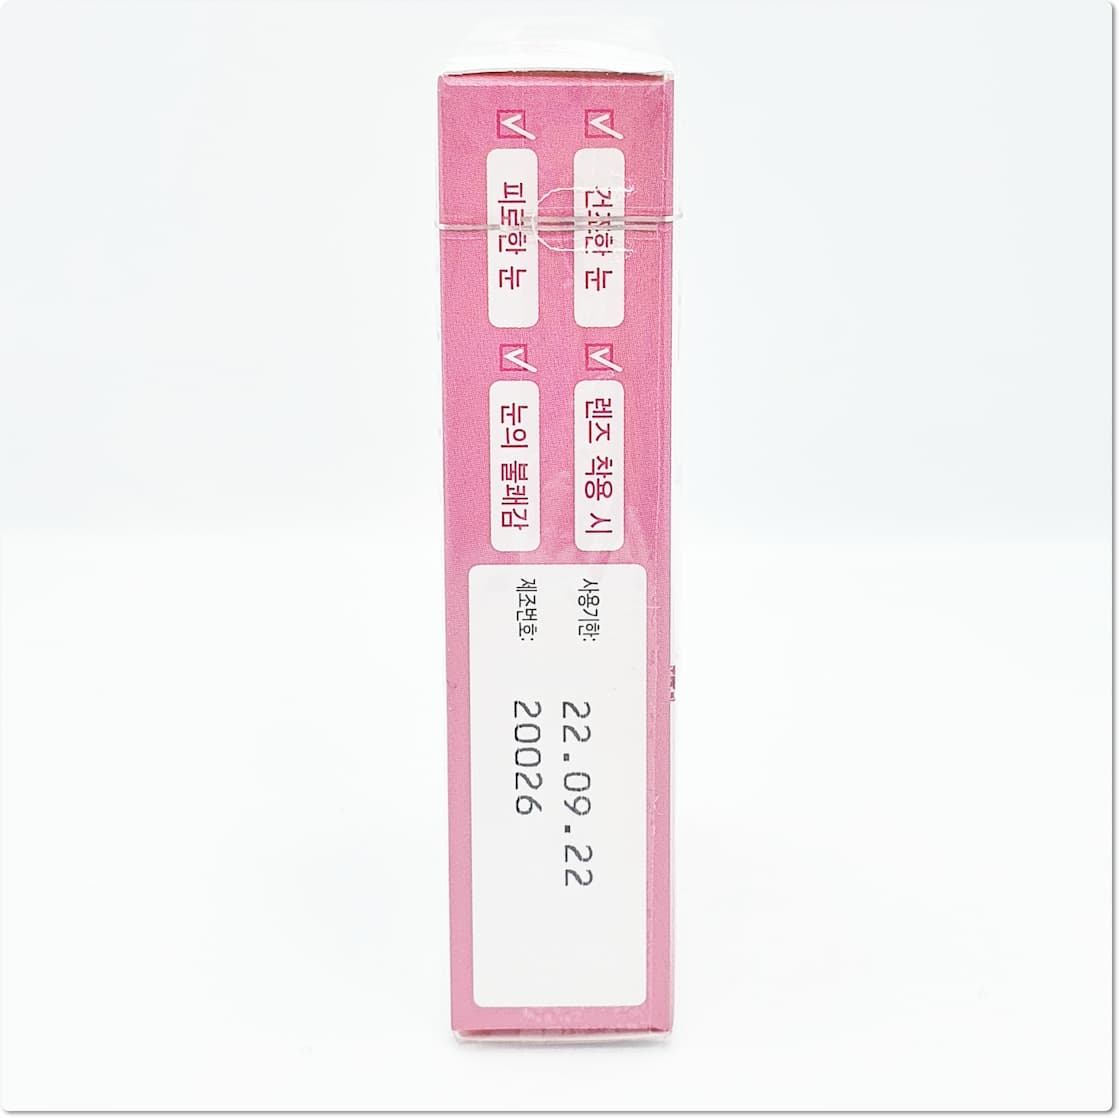 건조한 눈
렌즈 착용 시
피로한 눈
눈의 불쾌감
사용기한: 22.09.22
제조번호: 20026